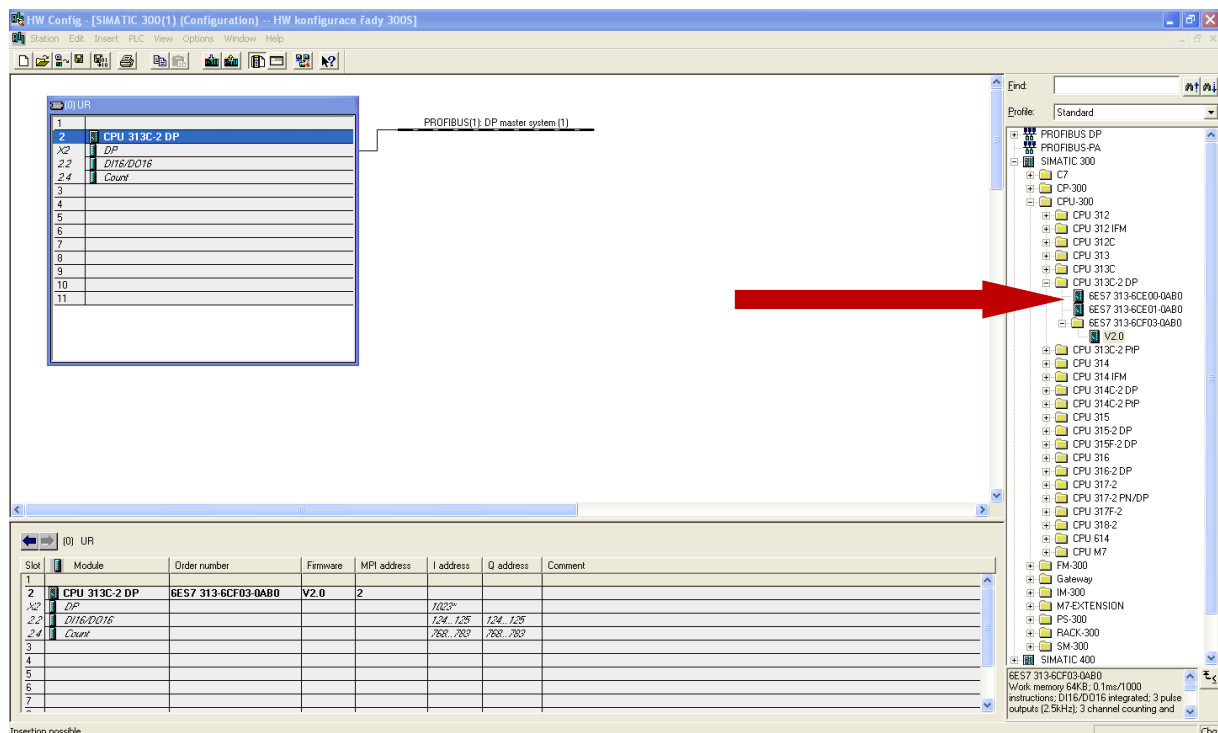 HW Config - [SIMATIC 300(1) (Configuration) -- HW konfigurace řady 300S]
Station Edit Insert PLC View Options Window Help
(0) UR
1
2 CPU 313C-2 DP
X2 DP
2.2 DI16/DO16
2.4 Count
3
4
5
6
7
8
9
10
11
PROFIBUS(1): DP master system (1)
Find:
Profile: Standard
PROFIBUS DP
PROFIBUS-PA
SIMATIC 300
C7
CP-300
CPU-300
CPU 312
CPU 312 IFM
CPU 312C
CPU 313
CPU 313C
CPU 313C-2 DP
6ES7 313-6CE00-0AB0
6ES7 313-6CE01-0AB0
6ES7 313-6CF03-0AB0
V2.0
CPU 313C-2 PtP
CPU 314
CPU 314 IFM
CPU 314C-2 DP
CPU 314C-2 PtP
CPU 315
CPU 315-2 DP
CPU 315F-2 DP
CPU 316
CPU 316-2 DP
CPU 317-2
CPU 317-2 PN/DP
CPU 317F-2
CPU 318-2
CPU 614
CPU M7
FM-300
Gateway
IM-300
M7-EXTENSION
PS-300
RACK-300
SM-300
SIMATIC 400
6ES7 313-6CF03-0AB0
Work memory 64KB; 0.1ms/1000
instructions; DI16/DO16 integrated; 3 pulse
outputs (2.5kHz); 3 channel counting and
(0) UR
Slot Module Order number Firmware MPI address I address Q address Comment
1
2 CPU 313C-2 DP 6ES7 313-6CF03-0AB0 V2.0 2
X2 DP 1023*
2.2 DI16/DO16 124...125 124...125
2.4 Count 768...783 768...783
3
4
5
6
7
Insertion possible
Chg